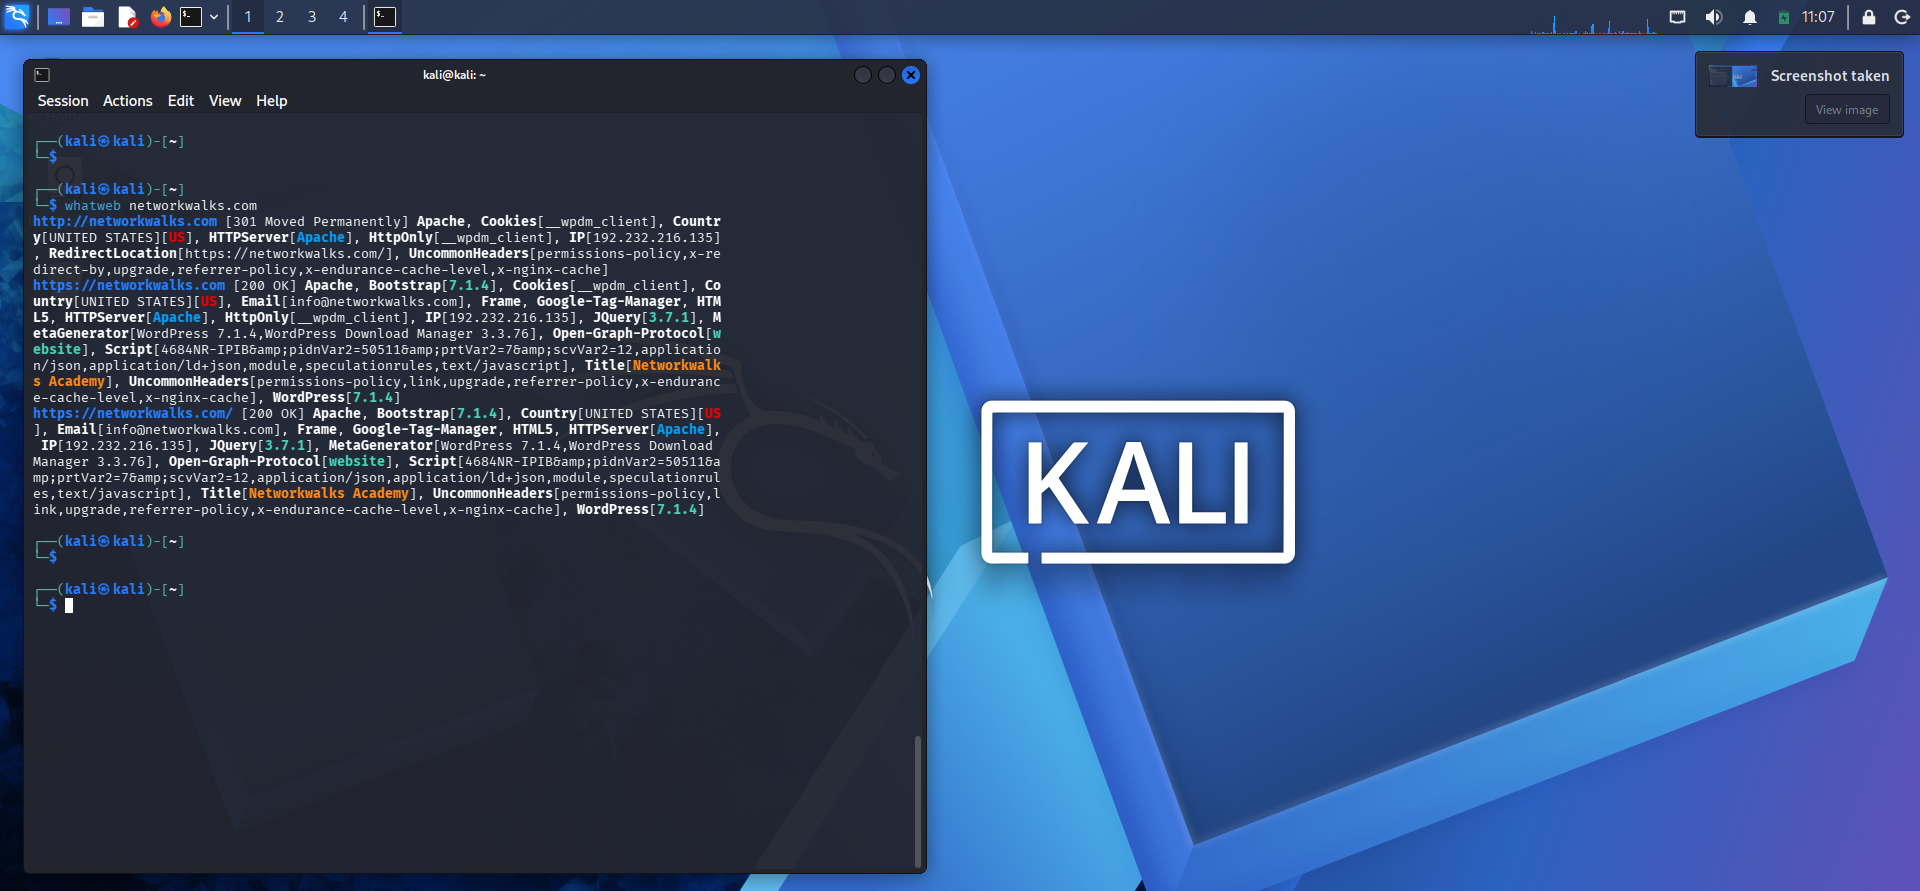 1 2 3 4
11:07
kali@kali: ~
Session Actions Edit View Help
Screenshot taken
View image
┌──(kali㉿kali)-[~]
└─$
┌──(kali㉿kali)-[~]
└─$ whatweb networkwalks.com
http://networkwalks.com [301 Moved Permanently] Apache, Cookies[__wpdm_client], Countr
y[UNITED STATES][US], HTTPServer[Apache], HttpOnly[__wpdm_client], IP[192.232.216.135]
, RedirectLocation[https://networkwalks.com/], UncommonHeaders[permissions-policy,x-re
direct-by,upgrade,referrer-policy,x-endurance-cache-level,x-nginx-cache]
https://networkwalks.com [200 OK] Apache, Bootstrap[7.1.4], Cookies[__wpdm_client], Co
untry[UNITED STATES][US], Email[info@networkwalks.com], Frame, Google-Tag-Manager, HTM
L5, HTTPServer[Apache], HttpOnly[__wpdm_client], IP[192.232.216.135], JQuery[3.7.1], M
etaGenerator[WordPress 7.1.4,WordPress Download Manager 3.3.76], Open-Graph-Protocol[w
ebsite], Script[4684NR-IPIB&amp;pidnVar2=50511&amp;prtVar2=7&amp;scvVar2=12,applicatio
n/json,application/ld+json,module,speculationrules,text/javascript], Title[Networkwalk
s Academy], UncommonHeaders[permissions-policy,link,upgrade,referrer-policy,x-enduranc
e-cache-level,x-nginx-cache], WordPress[7.1.4]
https://networkwalks.com/ [200 OK] Apache, Bootstrap[7.1.4], Country[UNITED STATES][US
], Email[info@networkwalks.com], Frame, Google-Tag-Manager, HTML5, HTTPServer[Apache],
IP[192.232.216.135], JQuery[3.7.1], MetaGenerator[WordPress 7.1.4,WordPress Download
Manager 3.3.76], Open-Graph-Protocol[website], Script[4684NR-IPIB&amp;pidnVar2=50511&a
mp;prtVar2=7&amp;scvVar2=12,application/json,application/ld+json,module,speculationrul
es,text/javascript], Title[Networkwalks Academy], UncommonHeaders[permissions-policy,l
ink,upgrade,referrer-policy,x-endurance-cache-level,x-nginx-cache], WordPress[7.1.4]
┌──(kali㉿kali)-[~]
└─$
┌──(kali㉿kali)-[~]
└─$
KALI